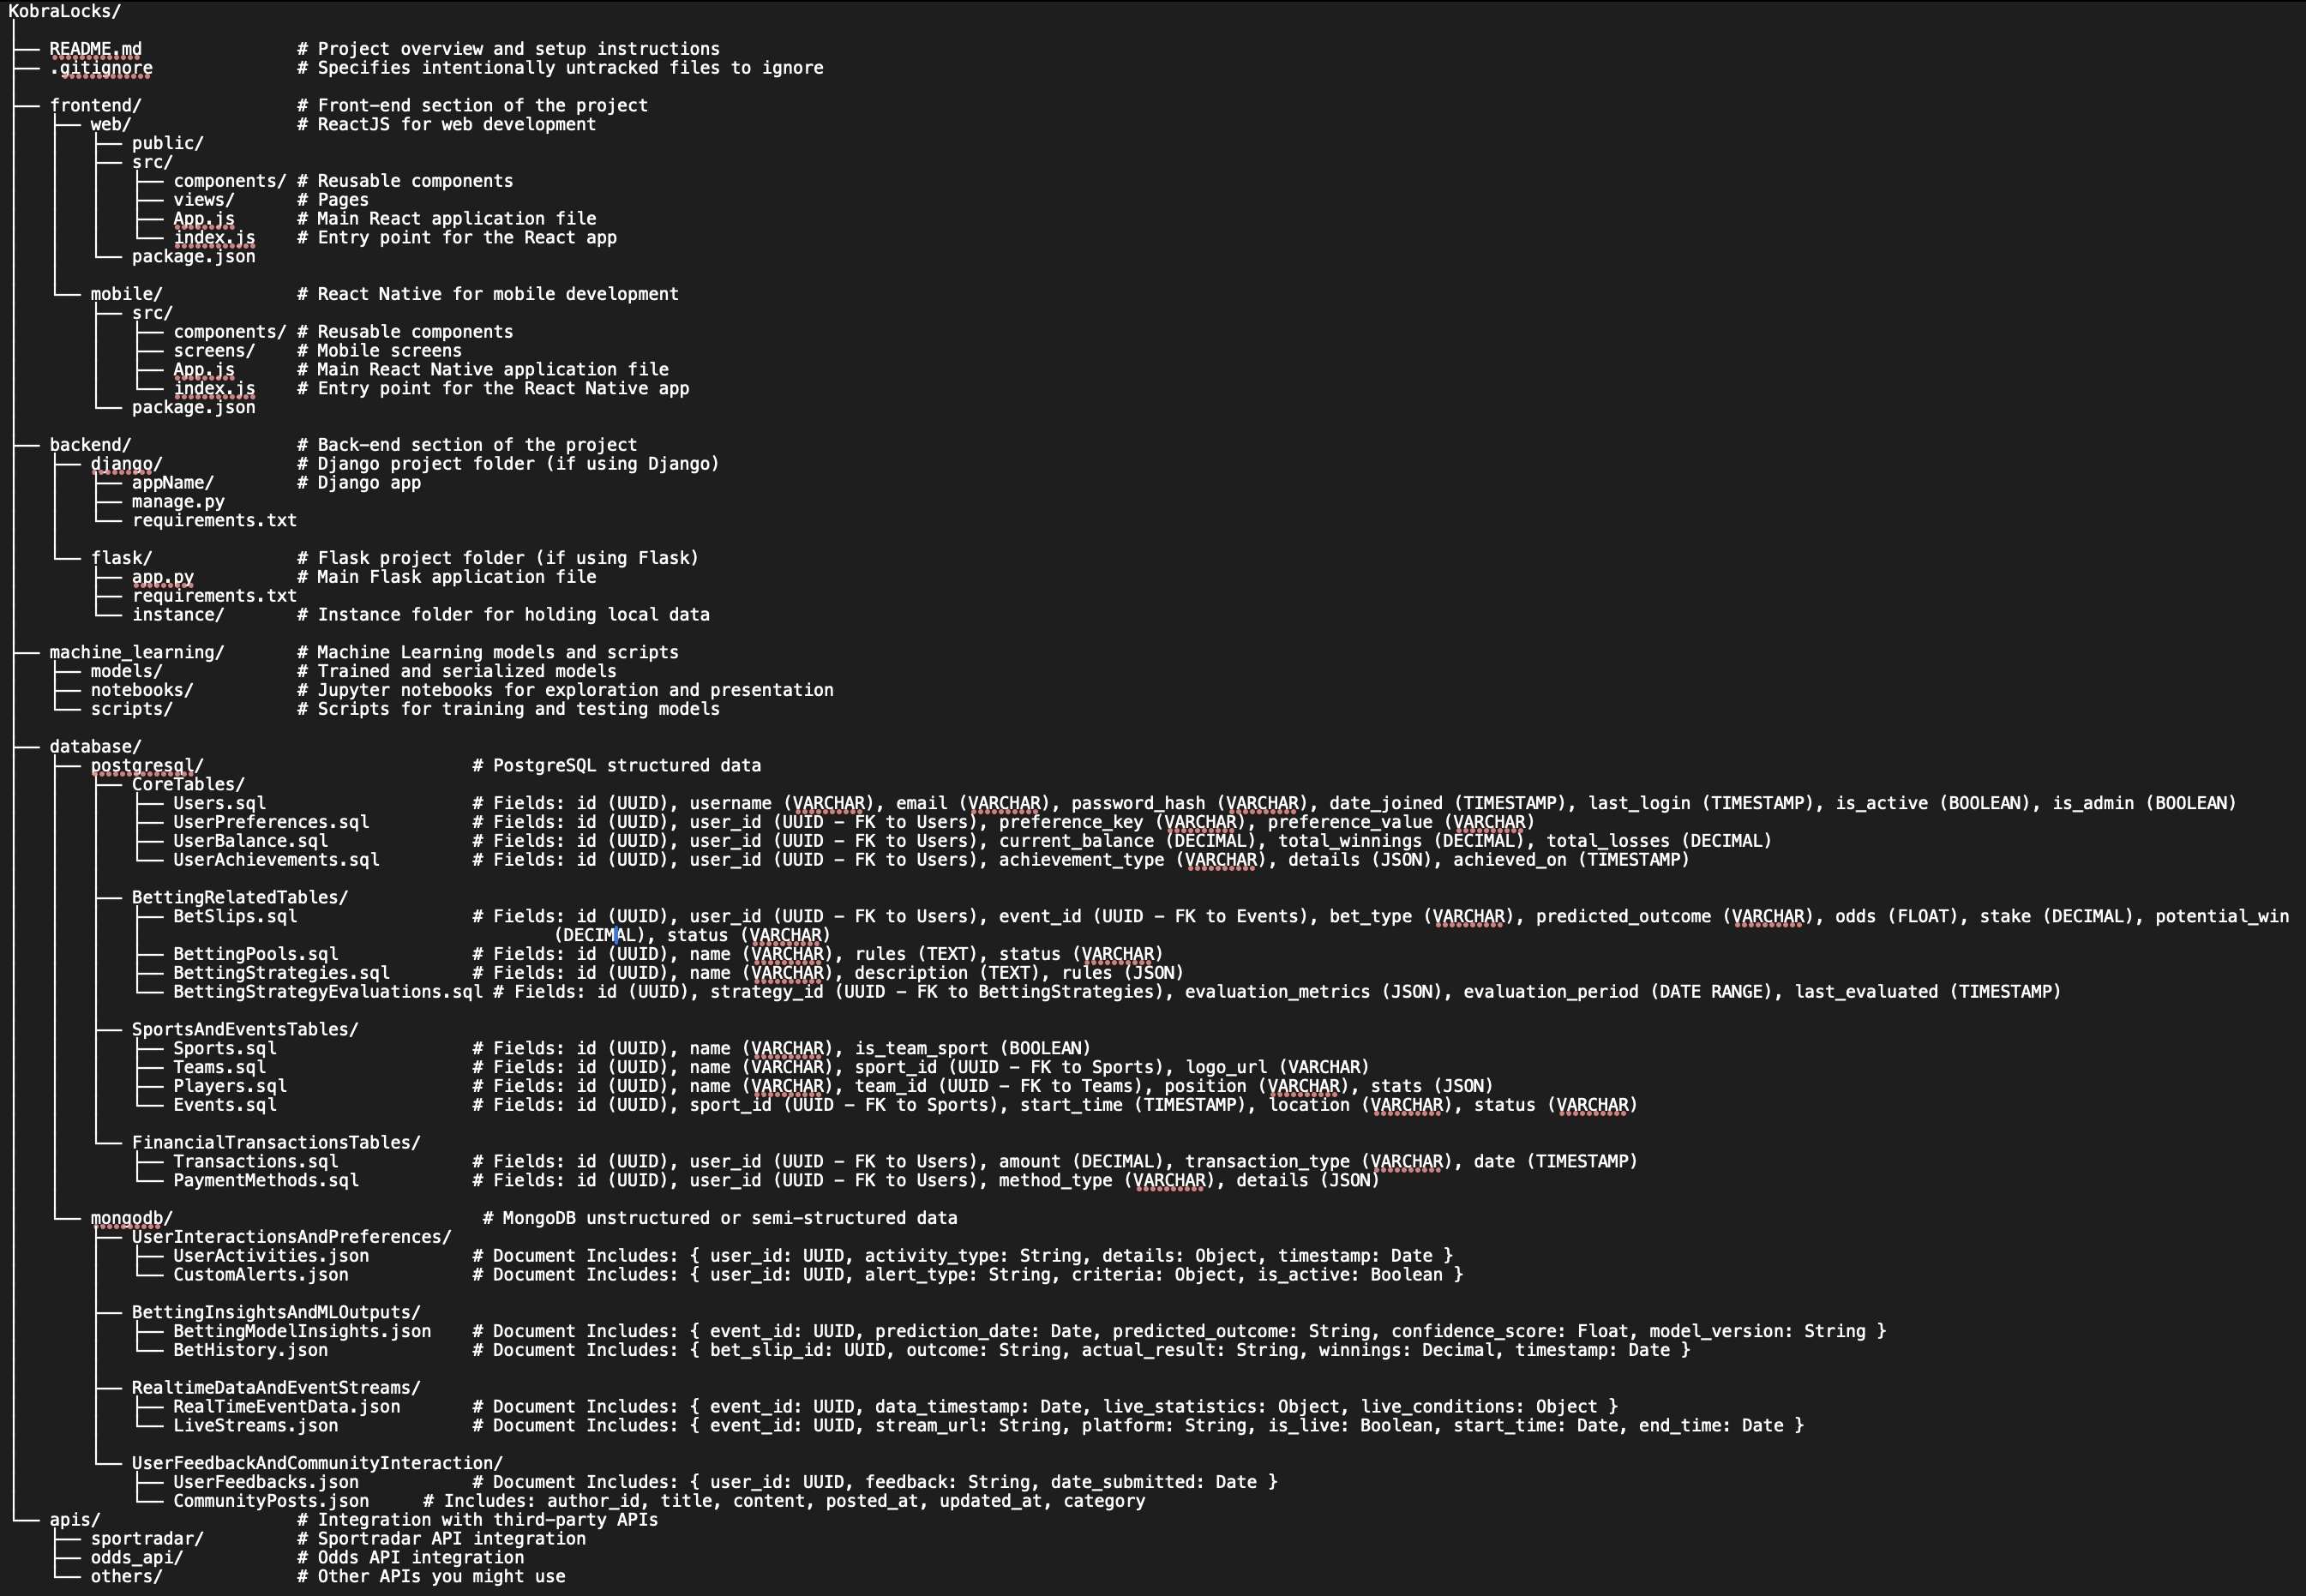 KobraLocks/
│
├── README.md               # Project overview and setup instructions
├── .gitignore              # Specifies intentionally untracked files to ignore
│
├── frontend/               # Front-end section of the project
│   ├── web/                # ReactJS for web development
│   │   ├── public/
│   │   ├── src/
│   │   │   ├── components/ # Reusable components
│   │   │   ├── views/      # Pages
│   │   │   ├── App.js      # Main React application file
│   │   │   └── index.js    # Entry point for the React app
│   │   └── package.json
│   │
│   └── mobile/             # React Native for mobile development
│       ├── src/
│       │   ├── components/ # Reusable components
│       │   ├── screens/    # Mobile screens
│       │   ├── App.js      # Main React Native application file
│       │   └── index.js    # Entry point for the React Native app
│       └── package.json
│
├── backend/                # Back-end section of the project
│   ├── django/             # Django project folder (if using Django)
│   │   ├── appName/        # Django app
│   │   ├── manage.py
│   │   └── requirements.txt
│   │
│   └── flask/              # Flask project folder (if using Flask)
│       ├── app.py          # Main Flask application file
│       ├── requirements.txt
│       └── instance/       # Instance folder for holding local data
│
├── machine_learning/       # Machine Learning models and scripts
│   ├── models/             # Trained and serialized models
│   ├── notebooks/          # Jupyter notebooks for exploration and presentation
│   └── scripts/            # Scripts for training and testing models
│
├── database/
│   ├── postgresql/                          # PostgreSQL structured data
│   │   ├── CoreTables/
│   │   │   ├── Users.sql                    # Fields: id (UUID), username (VARCHAR), email (VARCHAR), password_hash (VARCHAR), date_joined (TIMESTAMP), last_login (TIMESTAMP), is_active (BOOLEAN), is_admin (BOOLEAN)
│   │   │   ├── UserPreferences.sql          # Fields: id (UUID), user_id (UUID - FK to Users), preference_key (VARCHAR), preference_value (VARCHAR)
│   │   │   ├── UserBalance.sql              # Fields: id (UUID), user_id (UUID - FK to Users), current_balance (DECIMAL), total_winnings (DECIMAL), total_losses (DECIMAL)
│   │   │   └── UserAchievements.sql         # Fields: id (UUID), user_id (UUID - FK to Users), achievement_type (VARCHAR), details (JSON), achieved_on (TIMESTAMP)
│   │   │
│   │   ├── BettingRelatedTables/
│   │   │   ├── BetSlips.sql                 # Fields: id (UUID), user_id (UUID - FK to Users), event_id (UUID - FK to Events), bet_type (VARCHAR), predicted_outcome (VARCHAR), odds (FLOAT), stake (DECIMAL), potential_win
(DECIMAL), status (VARCHAR)
│   │   │   ├── BettingPools.sql             # Fields: id (UUID), name (VARCHAR), rules (TEXT), status (VARCHAR)
│   │   │   ├── BettingStrategies.sql        # Fields: id (UUID), name (VARCHAR), description (TEXT), rules (JSON)
│   │   │   └── BettingStrategyEvaluations.sql # Fields: id (UUID), strategy_id (UUID - FK to BettingStrategies), evaluation_metrics (JSON), evaluation_period (DATE RANGE), last_evaluated (TIMESTAMP)
│   │   │
│   │   ├── SportsAndEventsTables/
│   │   │   ├── Sports.sql                   # Fields: id (UUID), name (VARCHAR), is_team_sport (BOOLEAN)
│   │   │   ├── Teams.sql                    # Fields: id (UUID), name (VARCHAR), sport_id (UUID - FK to Sports), logo_url (VARCHAR)
│   │   │   ├── Players.sql                  # Fields: id (UUID), name (VARCHAR), team_id (UUID - FK to Teams), position (VARCHAR), stats (JSON)
│   │   │   └── Events.sql                   # Fields: id (UUID), sport_id (UUID - FK to Sports), start_time (TIMESTAMP), location (VARCHAR), status (VARCHAR)
│   │   │
│   │   └── FinancialTransactionsTables/
│   │       ├── Transactions.sql             # Fields: id (UUID), user_id (UUID - FK to Users), amount (DECIMAL), transaction_type (VARCHAR), date (TIMESTAMP)
│   │       └── PaymentMethods.sql           # Fields: id (UUID), user_id (UUID - FK to Users), method_type (VARCHAR), details (JSON)
│   │
│   └── mongodb/                              # MongoDB unstructured or semi-structured data
│       ├── UserInteractionsAndPreferences/
│       │   ├── UserActivities.json          # Document Includes: { user_id: UUID, activity_type: String, details: Object, timestamp: Date }
│       │   └── CustomAlerts.json            # Document Includes: { user_id: UUID, alert_type: String, criteria: Object, is_active: Boolean }
│       │
│       ├── BettingInsightsAndMLOutputs/
│       │   ├── BettingModelInsights.json    # Document Includes: { event_id: UUID, prediction_date: Date, predicted_outcome: String, confidence_score: Float, model_version: String }
│       │   └── BetHistory.json              # Document Includes: { bet_slip_id: UUID, outcome: String, actual_result: String, winnings: Decimal, timestamp: Date }
│       │
│       ├── RealtimeDataAndEventStreams/
│       │   ├── RealTimeEventData.json       # Document Includes: { event_id: UUID, data_timestamp: Date, live_statistics: Object, live_conditions: Object }
│       │   └── LiveStreams.json             # Document Includes: { event_id: UUID, stream_url: String, platform: String, is_live: Boolean, start_time: Date, end_time: Date }
│       │
│       └── UserFeedbackAndCommunityInteraction/
│           ├── UserFeedbacks.json           # Document Includes: { user_id: UUID, feedback: String, date_submitted: Date }
│           └── CommunityPosts.json     # Includes: author_id, title, content, posted_at, updated_at, category
└── apis/                   # Integration with third-party APIs
    ├── sportradar/         # Sportradar API integration
    ├── odds_api/           # Odds API integration
    └── others/             # Other APIs you might use